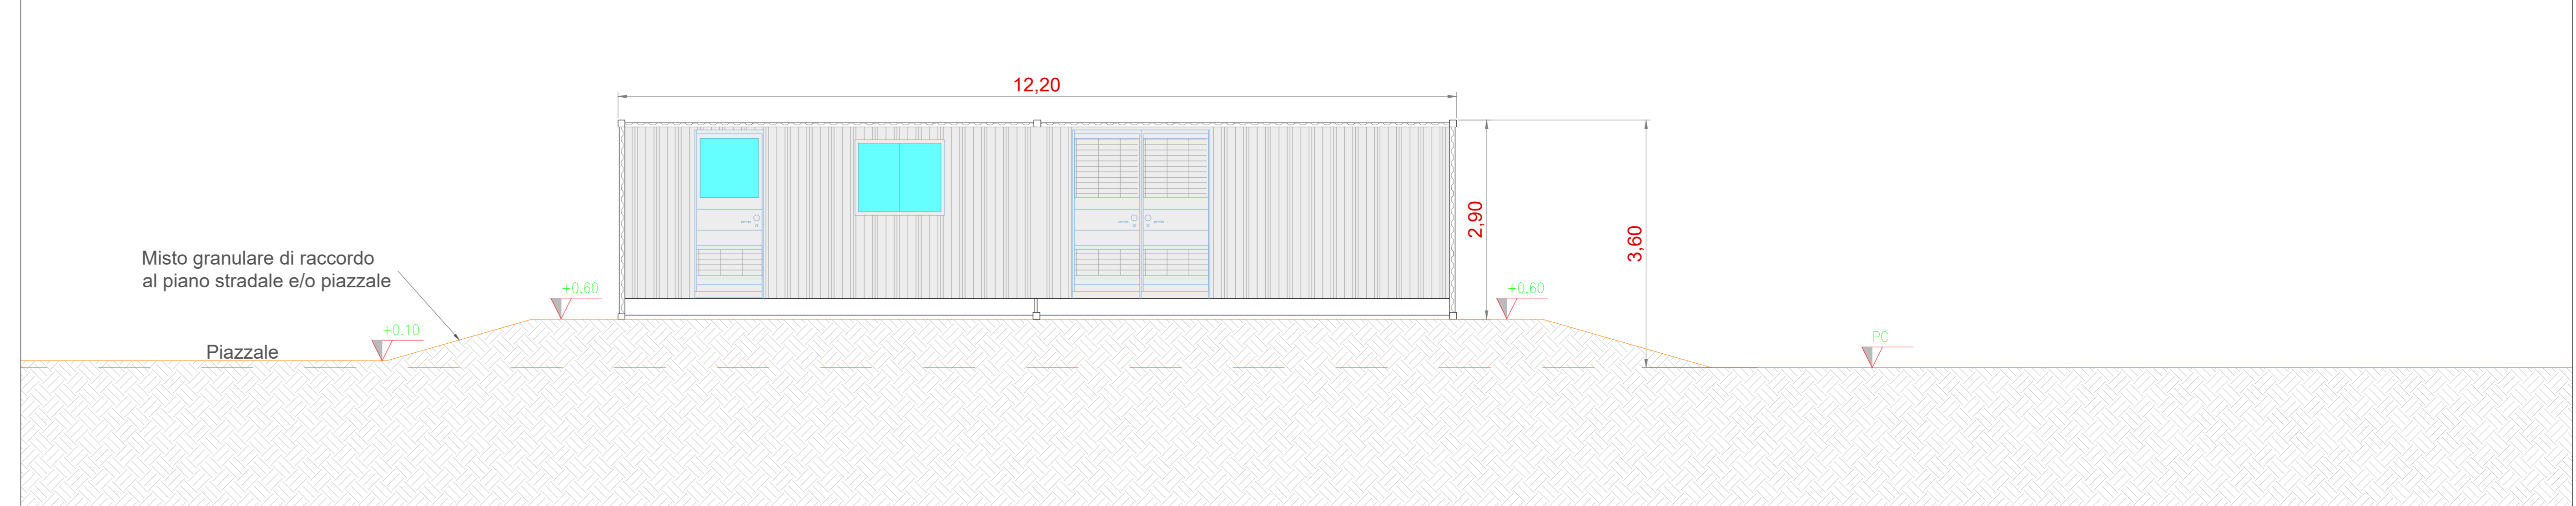 12,20
2,90
3,60
Misto granulare di raccordo
al piano stradale e/o piazzale
+0.60
+0.60
+0.10
PC
Piazzale